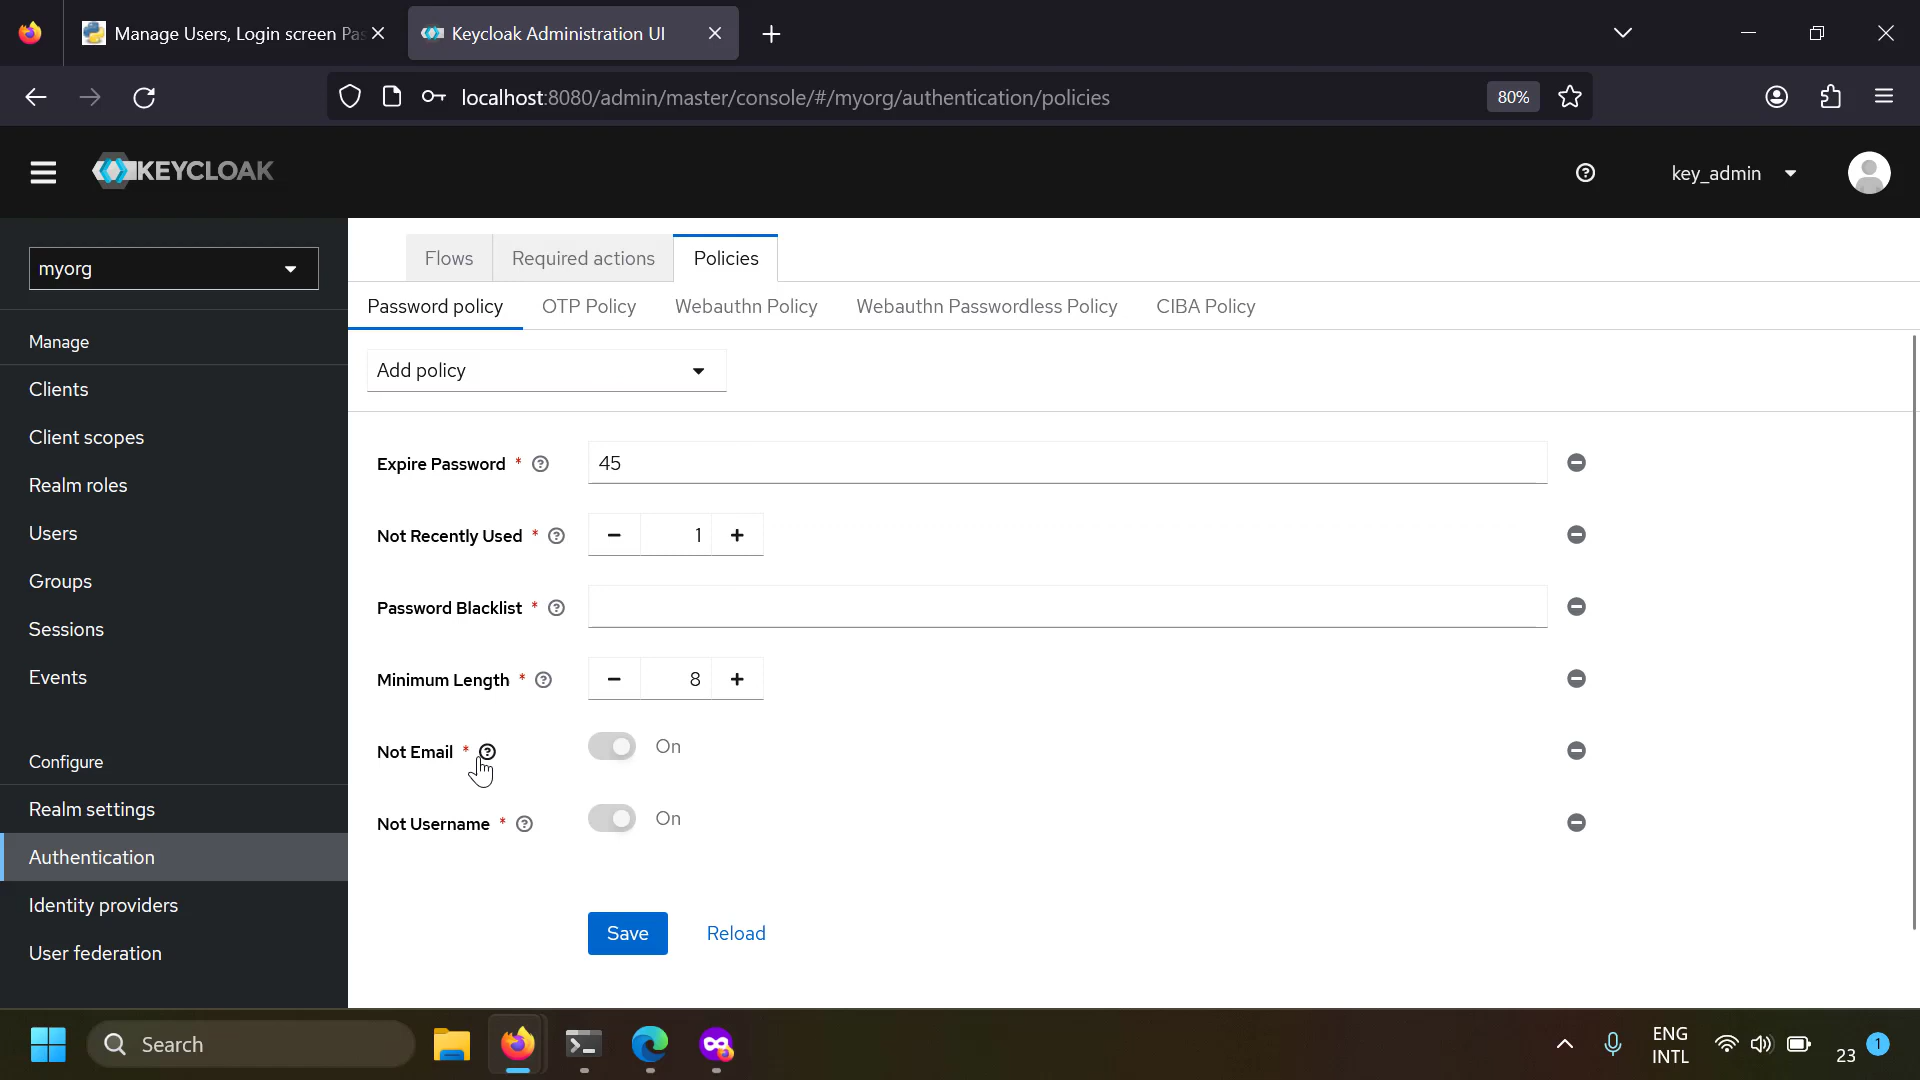 Manage Users, Login screen Pas
Keycloak Administration UI
localhost:8080/admin/master/console/#/myorg/authentication/policies
80%
KEYCLOAK
key_admin
myorg
Manage
Clients
Client scopes
Realm roles
Users
Groups
Sessions
Events
Configure
Realm settings
Authentication
Identity providers
User federation
Flows
Required actions
Policies
Password policy
OTP Policy
Webauthn Policy
Webauthn Passwordless Policy
CIBA Policy
Add policy
Expire Password *
45
Not Recently Used *
1
Password Blacklist *
Minimum Length *
8
Not Email *
On
Not Username *
On
Save
Reload
Search
ENG
INTL
23
1